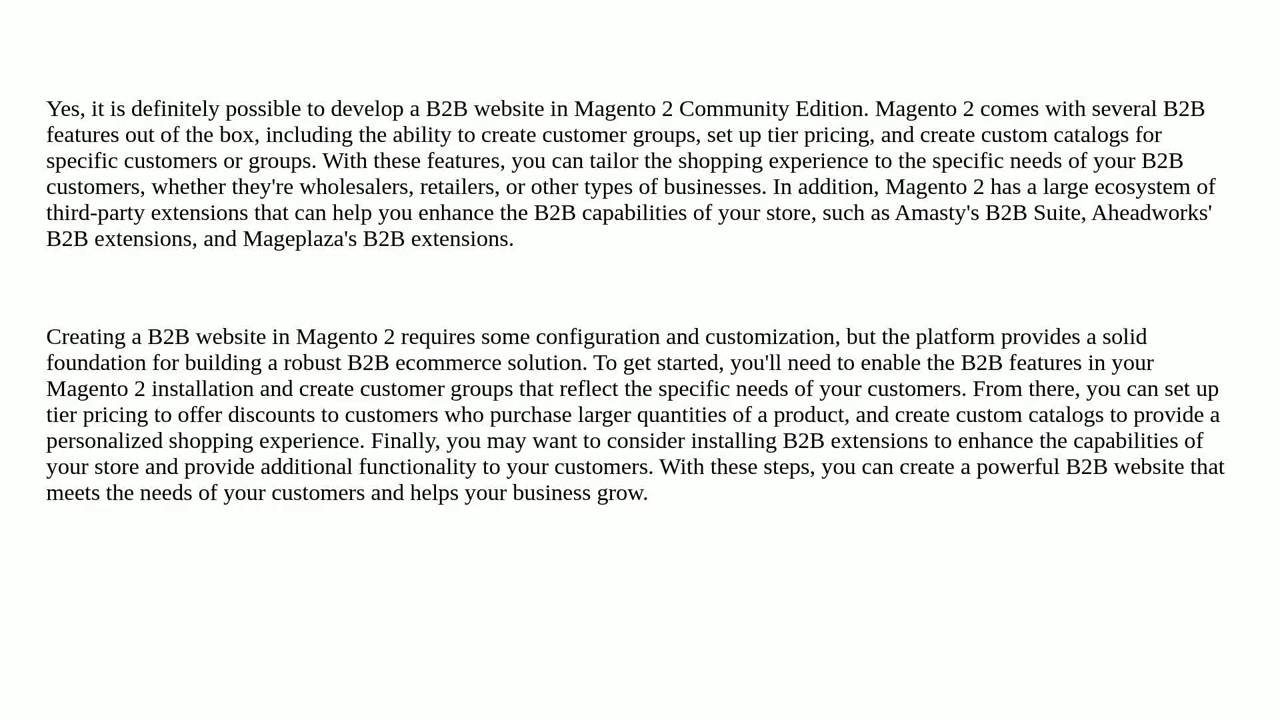 Yes, it is definitely possible to develop a B2B website in Magento 2 Community Edition. Magento 2 comes with several B2B
features out of the box, including the ability to create customer groups, set up tier pricing, and create custom catalogs for
specific customers or groups. With these features, you can tailor the shopping experience to the specific needs of your B2B
customers, whether they're wholesalers, retailers, or other types of businesses. In addition, Magento 2 has a large ecosystem of
third-party extensions that can help you enhance the B2B capabilities of your store, such as Amasty's B2B Suite, Aheadworks'
B2B extensions, and Mageplaza's B2B extensions.
Creating a B2B website in Magento 2 requires some configuration and customization, but the platform provides a solid
foundation for building a robust B2B ecommerce solution. To get started, you'll need to enable the B2B features in your
Magento 2 installation and create customer groups that reflect the specific needs of your customers. From there, you can set up
tier pricing to offer discounts to customers who purchase larger quantities of a product, and create custom catalogs to provide a
personalized shopping experience. Finally, you may want to consider installing B2B extensions to enhance the capabilities of
your store and provide additional functionality to your customers. With these steps, you can create a powerful B2B website that
meets the needs of your customers and helps your business grow.